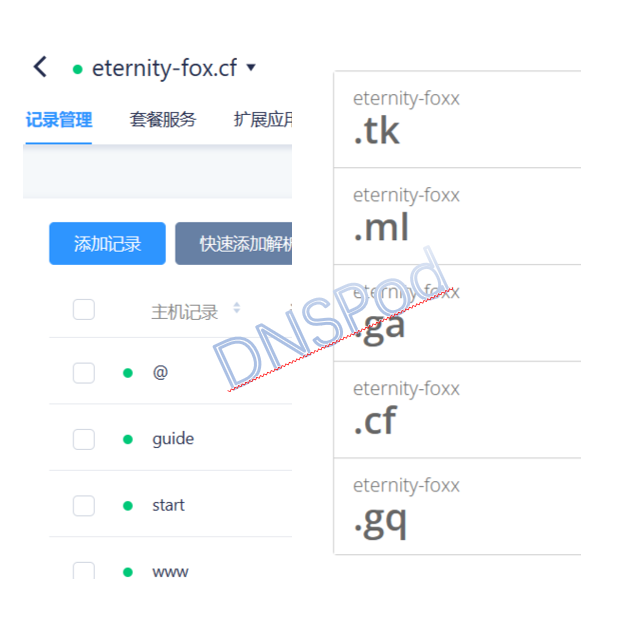 eternity-fox.cf
记录管理 套餐服务 扩展应用
添加记录 快速添加解析
主机记录
@
guide
start
www
eternity-foxx
.tk
eternity-foxx
.ml
eternity-foxx
.ga
eternity-foxx
.cf
eternity-foxx
.gq
DNSPod